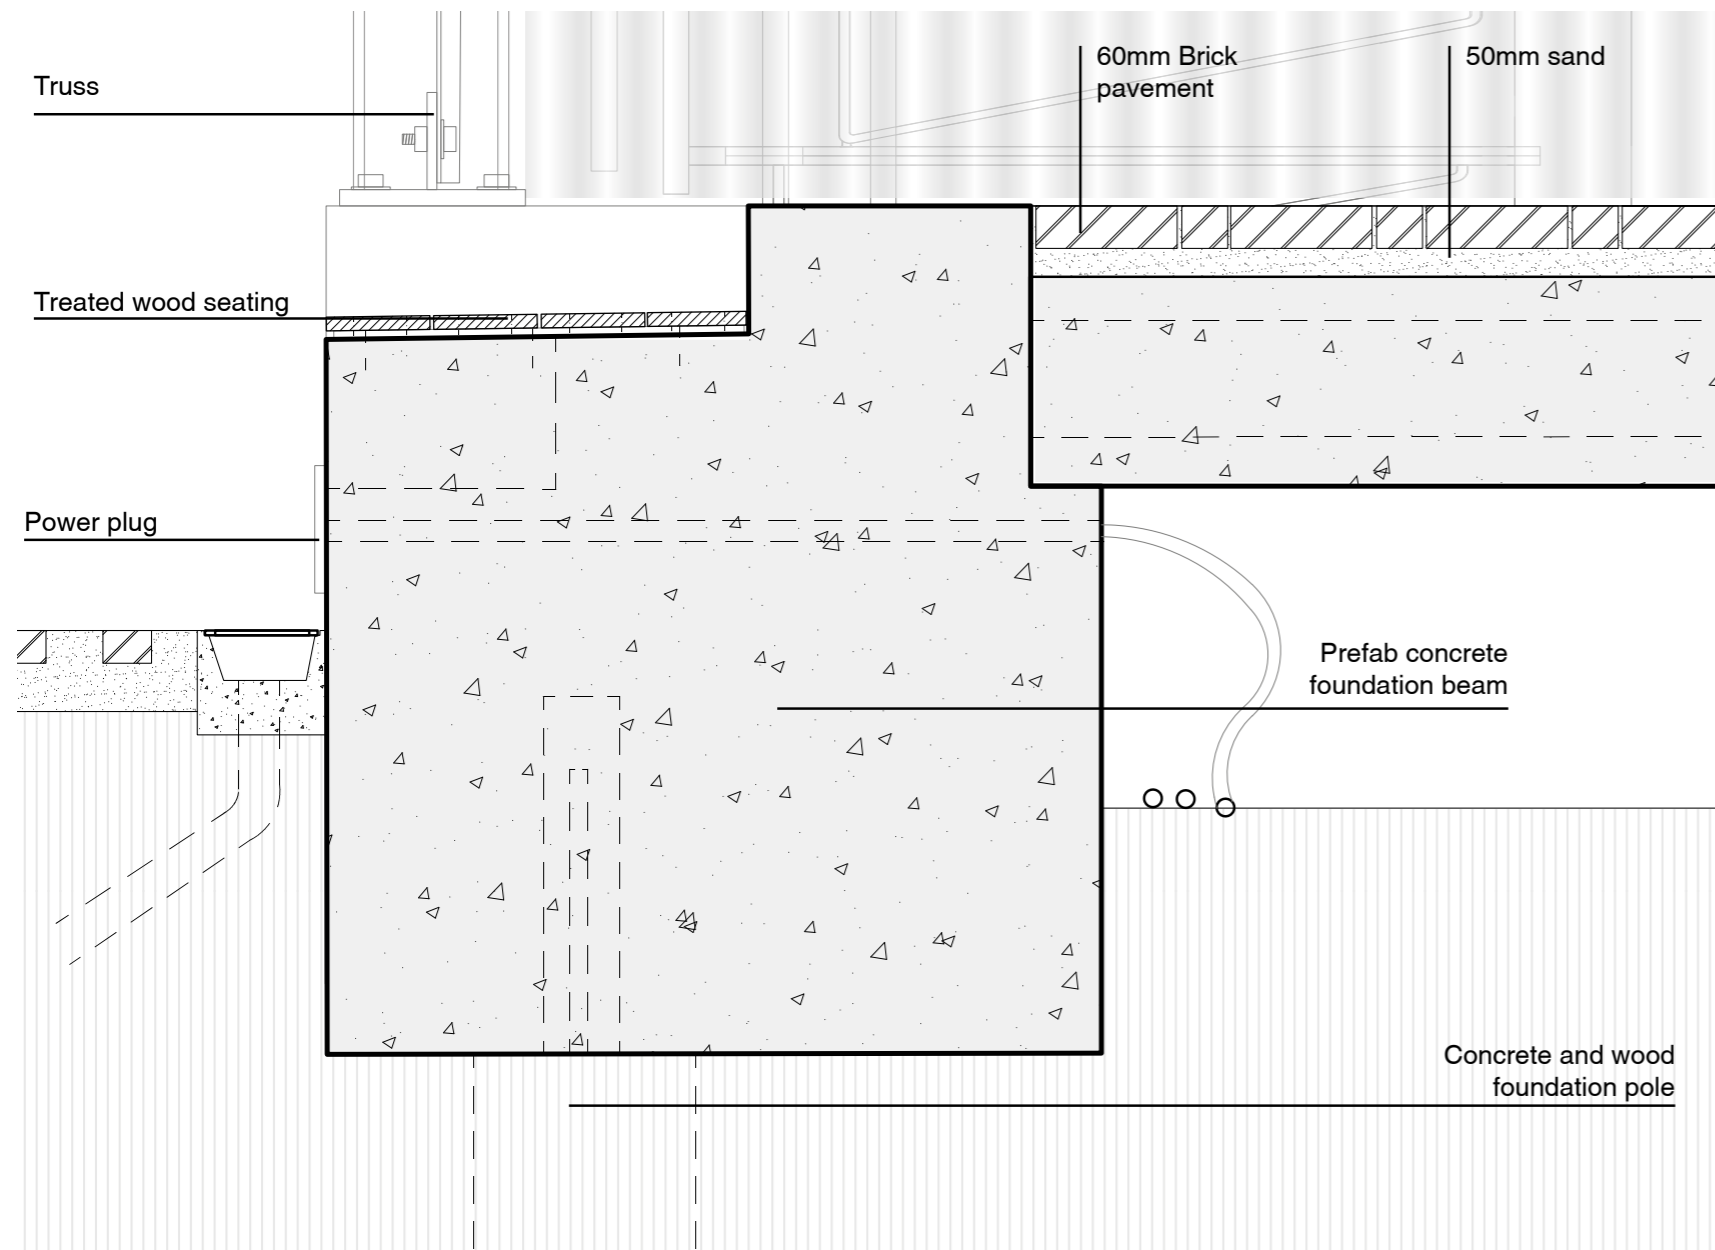 Truss
60mm Brick
pavement
50mm sand
Treated wood seating
Power plug
Prefab concrete
foundation beam
Concrete and wood
foundation pole